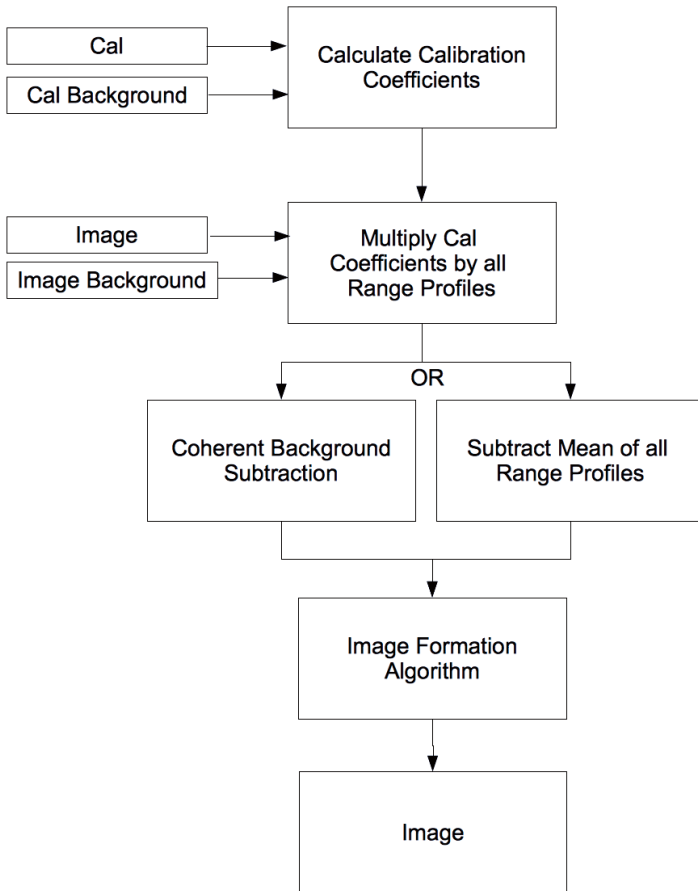 Cal
Cal Background
Calculate Calibration
Coefficients
Image
Image Background
Multiply Cal
Coefficients by all
Range Profiles
OR
Coherent Background
Subtraction
Subtract Mean of all
Range Profiles
Image Formation
Algorithm
Image